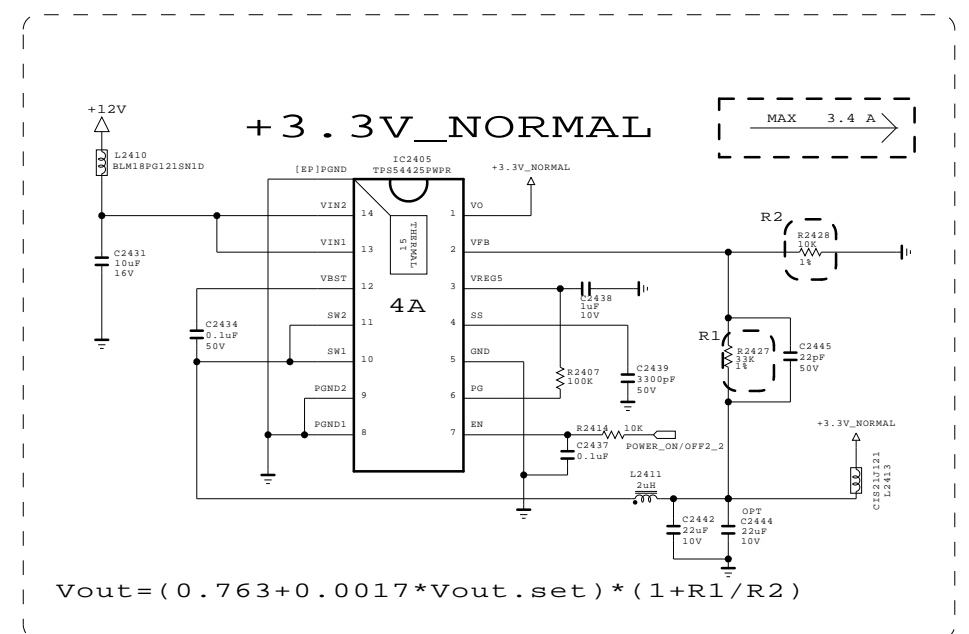 +12V
+3.3V_NORMAL
MAX 3.4 A
L2410
BLM18PG121SN1D
IC2405
TPS54425PWPR
[EP]PGND
+3.3V_NORMAL
VIN2
14
1
VO
R2
R2428
10K
1%
THERMAL
15
VIN1
13
2
VFB
C2431
10uF
16V
VBST
12
3
VREG5
4A
C2438
1uF
10V
SW2
11
4
SS
C2434
0.1uF
50V
R1
R2427
33K
1%
C2445
22pF
50V
SW1
10
5
GND
R2407
100K
C2439
3300pF
50V
PGND2
9
6
PG
PGND1
8
7
EN
R2414 10K
POWER_ON/OFF2_2
C2437
0.1uF
+3.3V_NORMAL
CIS21J121
L2413
L2411
2uH
C2442
22uF
10V
OPT
C2444
22uF
10V
Vout=(0.763+0.0017*Vout.set)*(1+R1/R2)